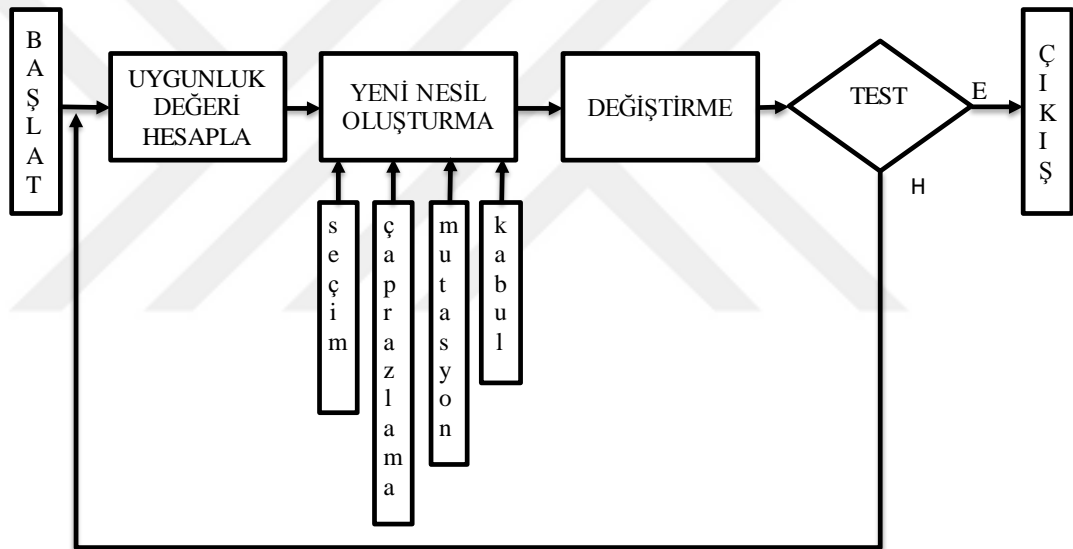 BAŞLAT
UYGUNLUK
DEĞERİ
HESAPLA
YENİ NESİL
OLUŞTURMA
DEĞİŞTİRME
TEST
E
ÇIKIŞ
H
seçim
çaprazlama
mutasyon
kabul